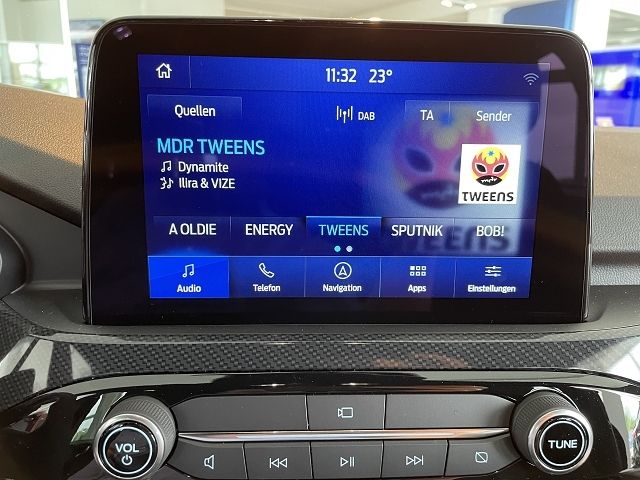 11:32 23°
Quellen
DAB
TA
Sender
MDR TWEENS
Dynamite
Ilira & VIZE
mdr
TWEENS
A OLDIE
ENERGY
TWEENS
SPUTNIK
BOB!
Audio
Telefon
Navigation
Apps
Einstellungen
VOL
TUNE